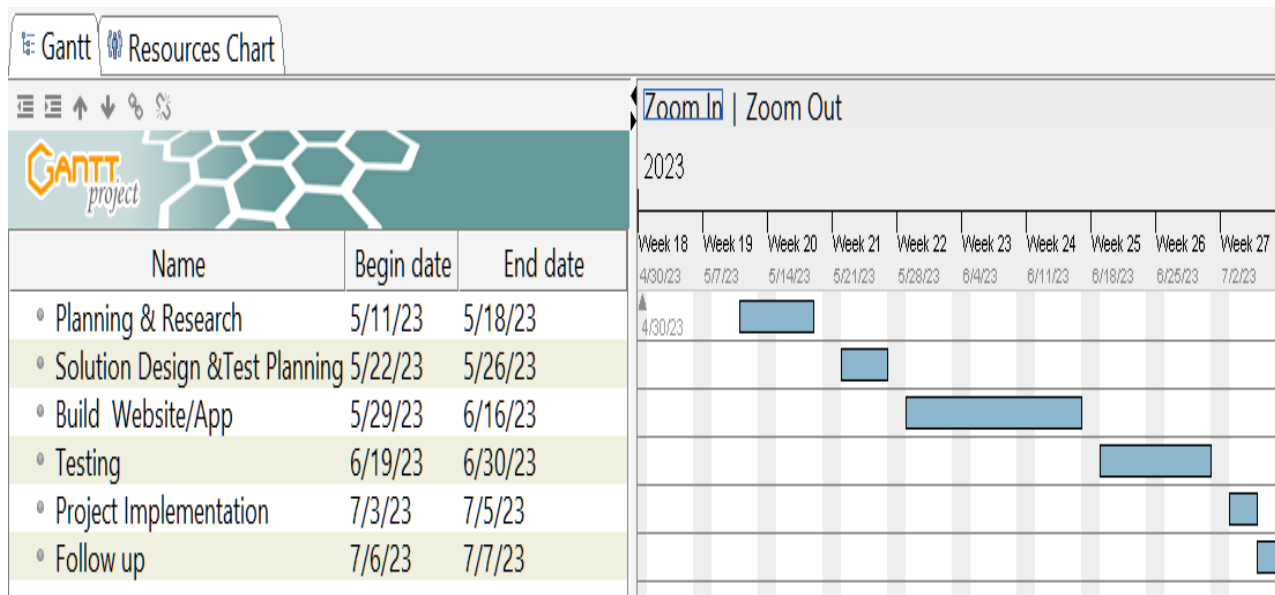 Gantt Resources Chart
Zoom In | Zoom Out
GANTT
project
2023
Week 18 Week 19 Week 20 Week 21 Week 22 Week 23 Week 24 Week 25 Week 26 Week 27
4/30/23 5/7/23 5/14/23 5/21/23 5/28/23 6/4/23 6/11/23 6/18/23 6/25/23 7/2/23
Name Begin date End date
Planning & Research 5/11/23 5/18/23
4/30/23
Solution Design &Test Planning 5/22/23 5/26/23
Build Website/App 5/29/23 6/16/23
Testing 6/19/23 6/30/23
Project Implementation 7/3/23 7/5/23
Follow up 7/6/23 7/7/23